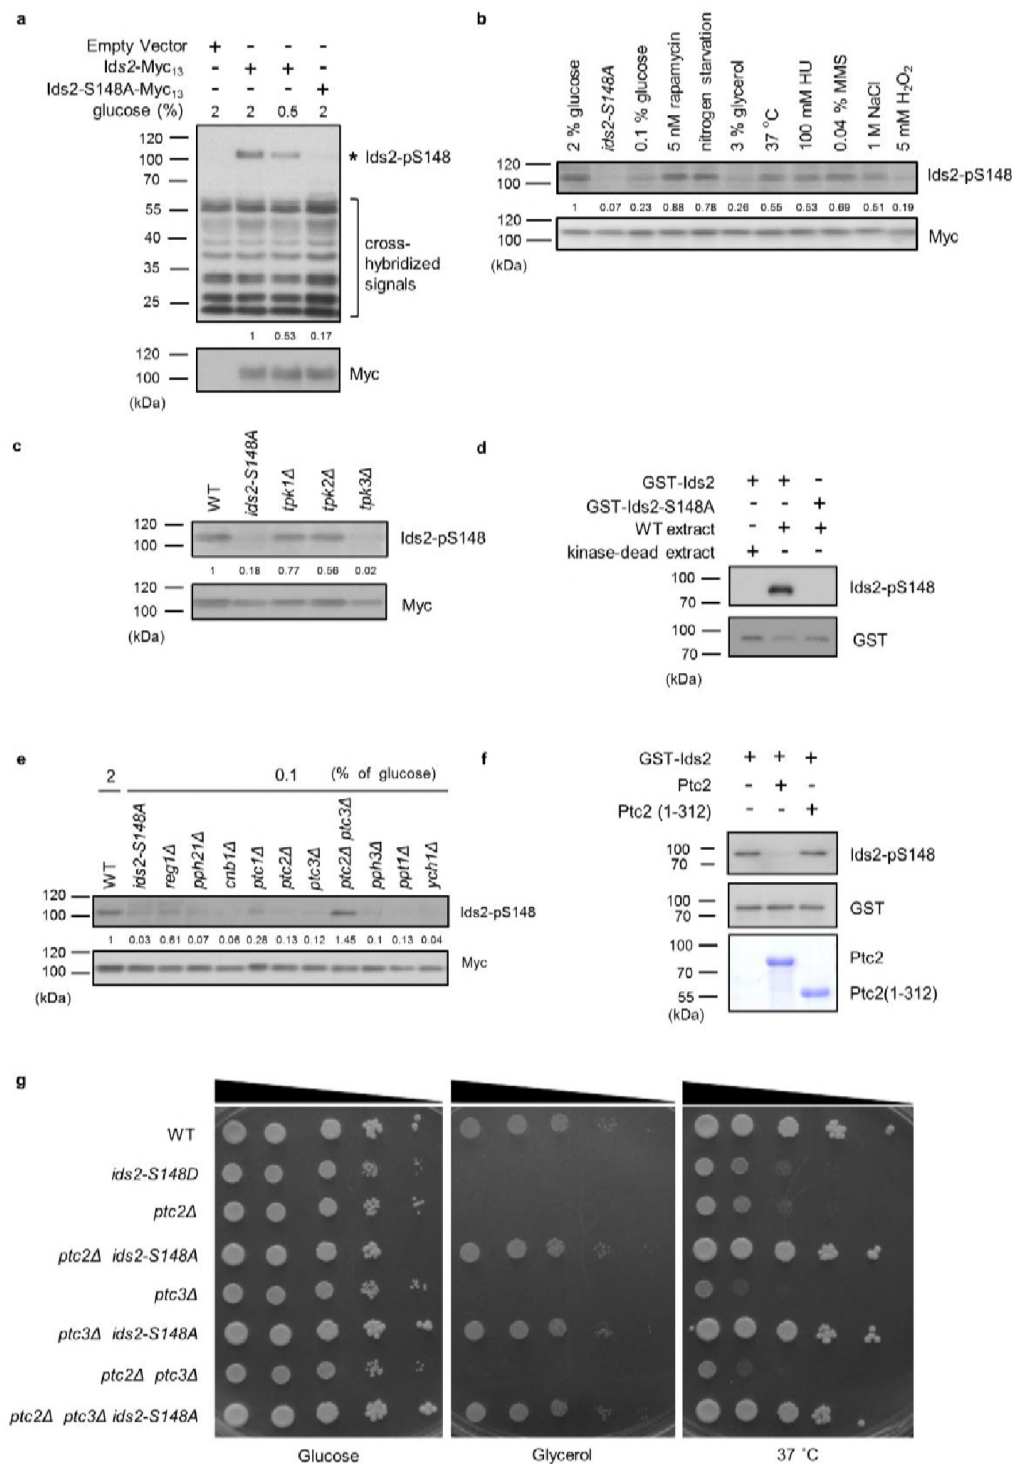 a
Empty Vector + - - -
Ids2-Myc13 - + + -
Ids2-S148A-Myc13 - - - +
glucose (%) 2 2 0.5 2
120
100
70
55
40
35
25
* Ids2-pS148
cross-
hybridized
signals
1 0.53 0.17
120
100
Myc
(kDa)
b
2 % glucose
ids2-S148A
0.1 % glucose
5 nM rapamycin
nitrogen starvation
3 % glycerol
37 °C
100 mM HU
0.04 % MMS
1 M NaCl
5 mM H2O2
120
100
Ids2-pS148
1 0.07 0.23 0.88 0.78 0.26 0.55 0.53 0.69 0.51 0.19
120
100
Myc
(kDa)
c
WT
ids2-S148A
tpk1Δ
tpk2Δ
tpk3Δ
120
100
Ids2-pS148
1 0.18 0.77 0.56 0.02
120
100
Myc
(kDa)
d
GST-Ids2 + + -
GST-Ids2-S148A - - +
WT extract - + +
kinase-dead extract + - -
100
70
Ids2-pS148
100
70
GST
(kDa)
e
2 0.1 (% of glucose)
WT
ids2-S148A
reg1Δ
pph21Δ
cnb1Δ
ptc1Δ
ptc2Δ
ptc3Δ
ptc2Δ ptc3Δ
pph3Δ
ppt1Δ
ych1Δ
120
100
Ids2-pS148
1 0.03 0.61 0.07 0.06 0.28 0.13 0.12 1.45 0.1 0.13 0.04
120
100
Myc
(kDa)
f
GST-Ids2 + + +
Ptc2 - + -
Ptc2 (1-312) - - +
100
70
Ids2-pS148
100
70
GST
100
70
55
Ptc2
Ptc2(1-312)
(kDa)
g
WT
ids2-S148D
ptc2Δ
ptc2Δ ids2-S148A
ptc3Δ
ptc3Δ ids2-S148A
ptc2Δ ptc3Δ
ptc2Δ ptc3Δ ids2-S148A
Glucose
Glycerol
37 °C